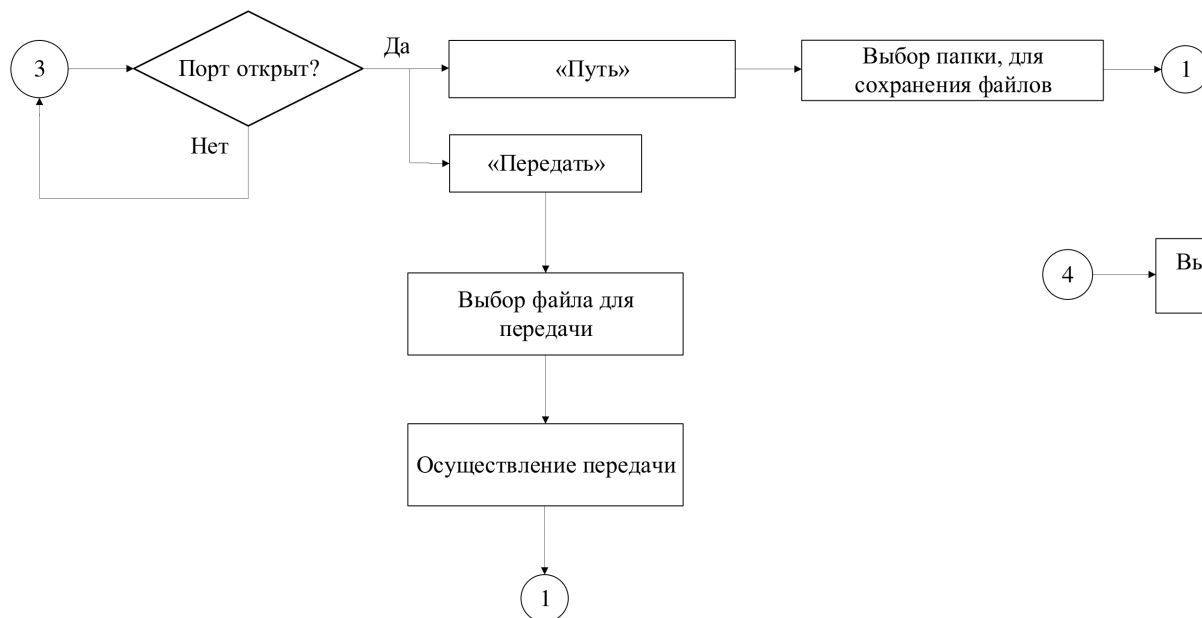 3
Порт открыт?
Да
Нет
«Путь»
Выбор папки, для
сохранения файлов
1
«Передать»
Выбор файла для
передачи
Осуществление передачи
1
4
Вы